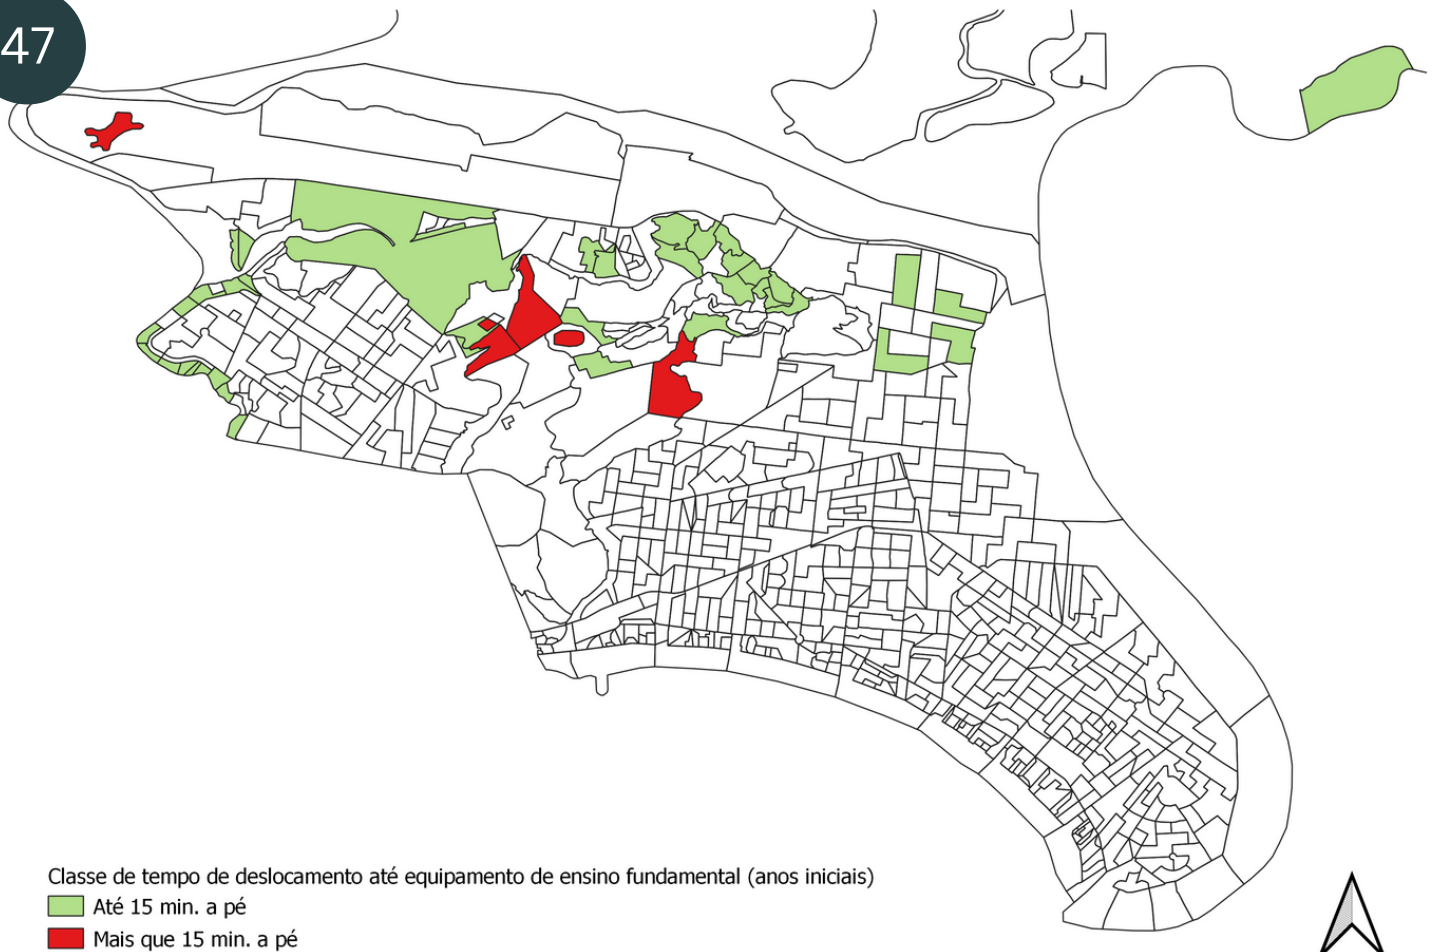 47
Classe de tempo de deslocamento até equipamento de ensino fundamental (anos iniciais)
Até 15 min. a pé
Mais que 15 min. a pé